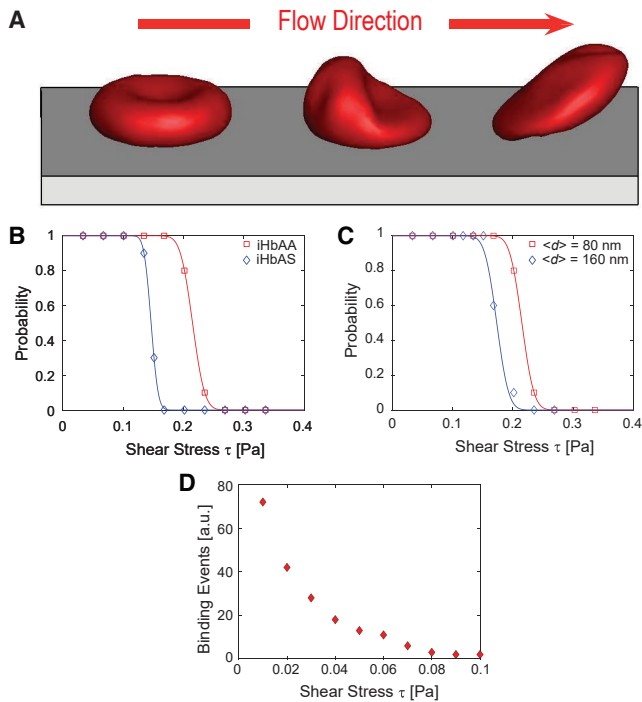 A
Flow Direction
B
1
0.8
0.6
0.4
0.2
0
Probability
iHbAA
iHbAS
0 0.1 0.2 0.3 0.4
Shear Stress τ [Pa]
C
1
0.8
0.6
0.4
0.2
0
Probability
<d> = 80 nm
<d> = 160 nm
0 0.1 0.2 0.3 0.4
Shear Stress τ [Pa]
D
80
60
40
20
0
Binding Events [a.u.]
0 0.02 0.04 0.06 0.08 0.1
Shear Stress τ [Pa]